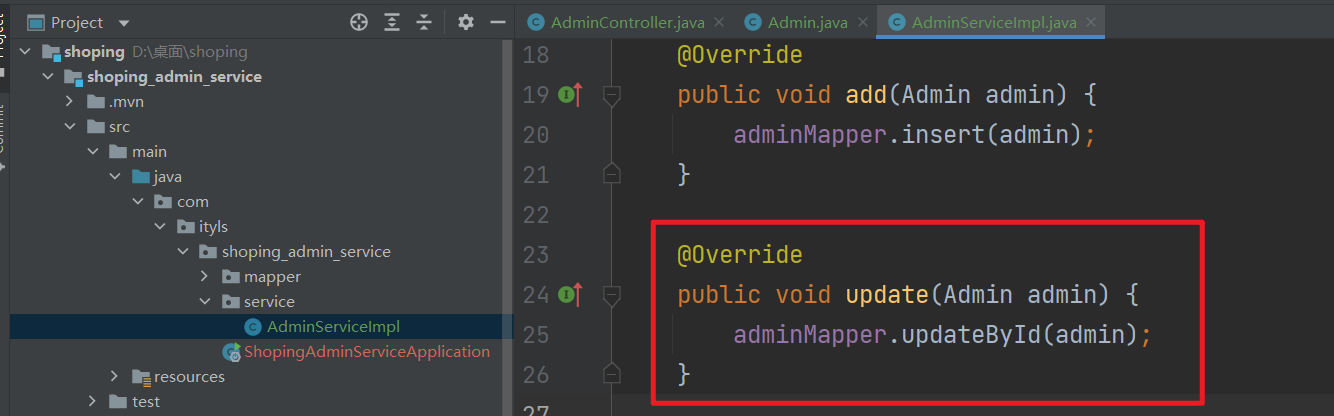 Project
shoping D:\桌面\shoping
shoping_admin_service
.mvn
src
main
java
com
ityls
shoping_admin_service
mapper
service
AdminServiceImpl
ShopingAdminServiceApplication
resources
test
AdminController.java
Admin.java
AdminServiceImpl.java
18 @Override
19 public void add(Admin admin) {
20 adminMapper.insert(admin);
21 }
22
23 @Override
24 public void update(Admin admin) {
25 adminMapper.updateById(admin);
26 }
27